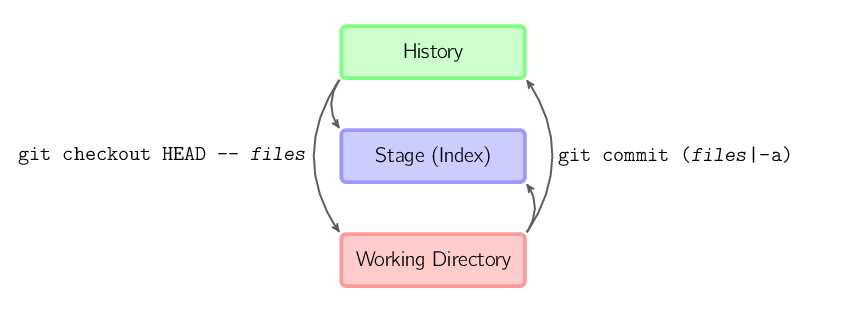 History
git checkout HEAD -- files
Stage (Index)
git commit (files|-a)
Working Directory